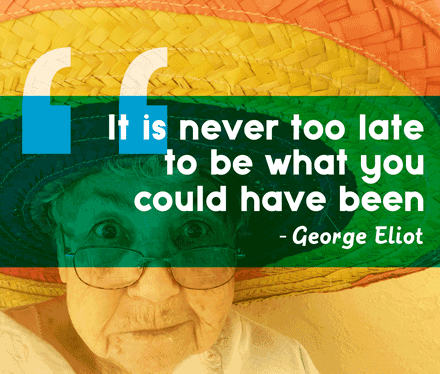 It is never too late
to be what you
could have been
- George Eliot